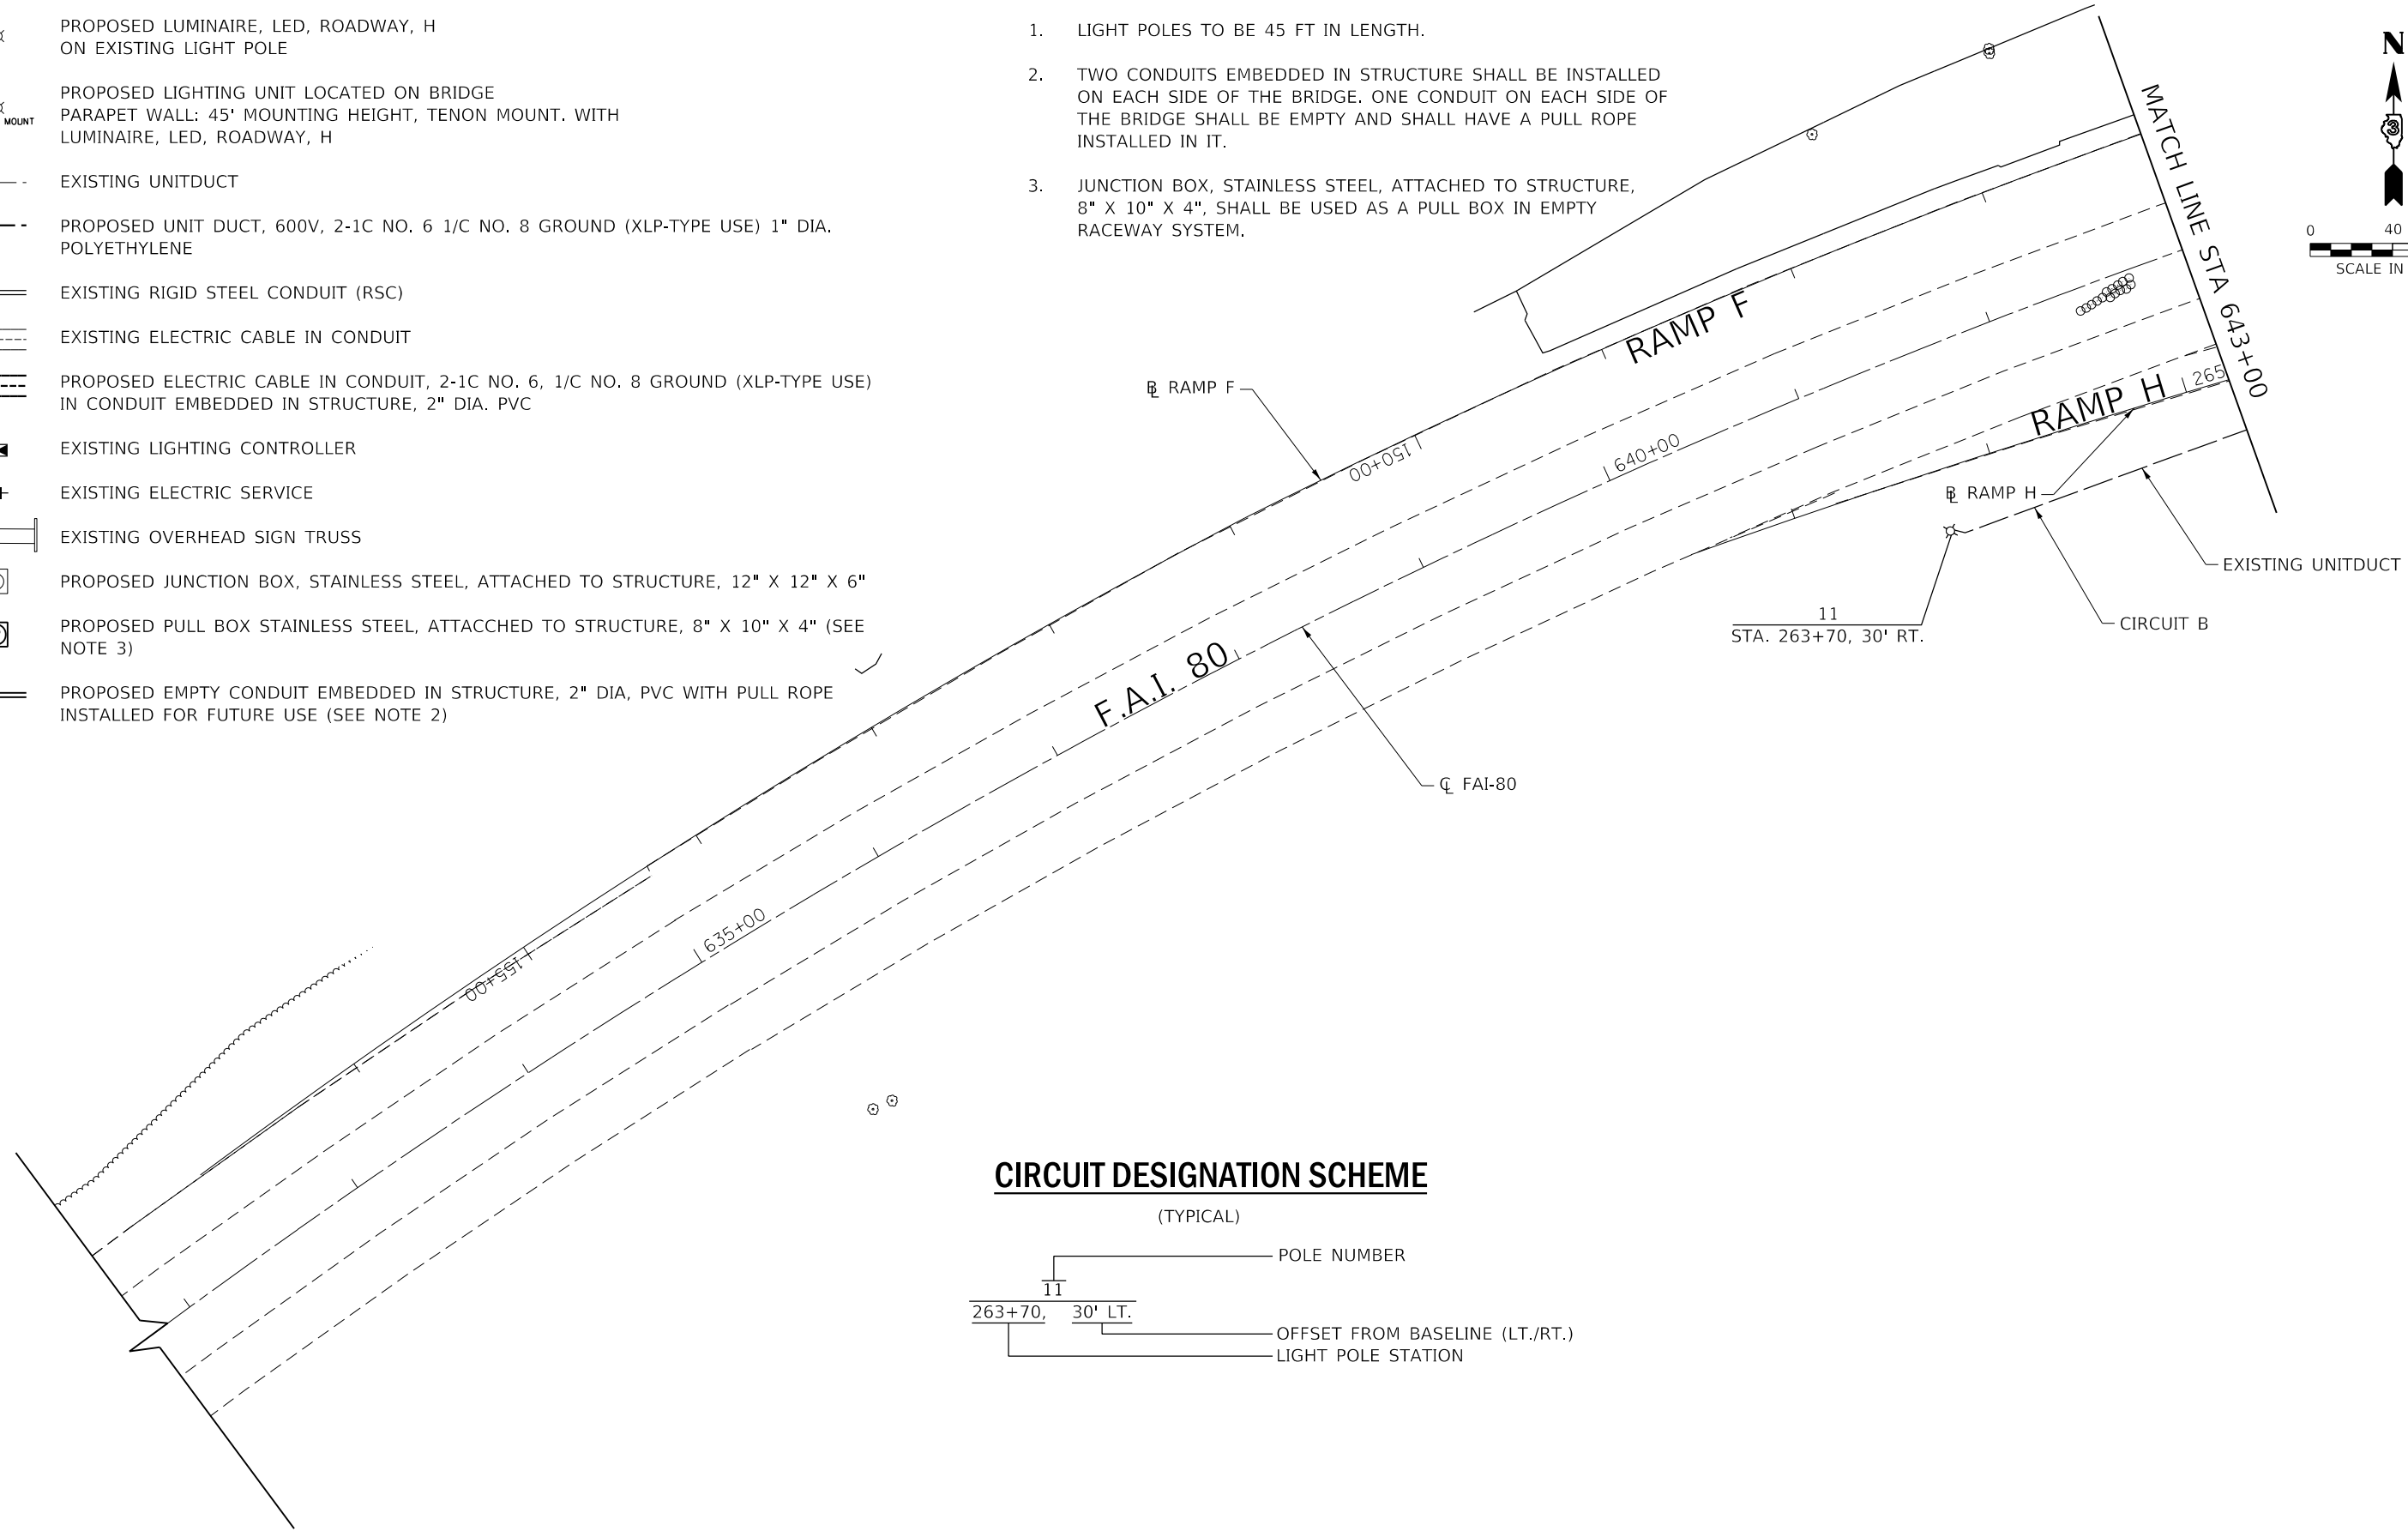 PROPOSED LUMINAIRE, LED, ROADWAY, H
ON EXISTING LIGHT POLE
PROPOSED LIGHTING UNIT LOCATED ON BRIDGE
PARAPET WALL: 45' MOUNTING HEIGHT, TENON MOUNT. WITH
LUMINAIRE, LED, ROADWAY, H
MOUNT
EXISTING UNITDUCT
PROPOSED UNIT DUCT, 600V, 2-1C NO. 6 1/C NO. 8 GROUND (XLP-TYPE USE) 1" DIA.
POLYETHYLENE
EXISTING RIGID STEEL CONDUIT (RSC)
EXISTING ELECTRIC CABLE IN CONDUIT
PROPOSED ELECTRIC CABLE IN CONDUIT, 2-1C NO. 6, 1/C NO. 8 GROUND (XLP-TYPE USE)
IN CONDUIT EMBEDDED IN STRUCTURE, 2" DIA. PVC
EXISTING LIGHTING CONTROLLER
EXISTING ELECTRIC SERVICE
EXISTING OVERHEAD SIGN TRUSS
PROPOSED JUNCTION BOX, STAINLESS STEEL, ATTACHED TO STRUCTURE, 12" X 12" X 6"
PROPOSED PULL BOX STAINLESS STEEL, ATTACCHED TO STRUCTURE, 8" X 10" X 4" (SEE
NOTE 3)
PROPOSED EMPTY CONDUIT EMBEDDED IN STRUCTURE, 2" DIA, PVC WITH PULL ROPE
INSTALLED FOR FUTURE USE (SEE NOTE 2)
1. LIGHT POLES TO BE 45 FT IN LENGTH.
2. TWO CONDUITS EMBEDDED IN STRUCTURE SHALL BE INSTALLED
ON EACH SIDE OF THE BRIDGE. ONE CONDUIT ON EACH SIDE OF
THE BRIDGE SHALL BE EMPTY AND SHALL HAVE A PULL ROPE
INSTALLED IN IT.
3. JUNCTION BOX, STAINLESS STEEL, ATTACHED TO STRUCTURE,
8" X 10" X 4", SHALL BE USED AS A PULL BOX IN EMPTY
RACEWAY SYSTEM.
N
3
0 40
SCALE IN
MATCH LINE STA 643+00
RAMP F
℄ RAMP F
150+00
640+00
RAMP H
265
℄ RAMP H
EXISTING UNITDUCT
CIRCUIT B
11
STA. 263+70, 30' RT.
F.A.I. 80
℄ FAI-80
635+00
155+00
CIRCUIT DESIGNATION SCHEME
(TYPICAL)
POLE NUMBER
11
263+70, 30' LT.
OFFSET FROM BASELINE (LT./RT.)
LIGHT POLE STATION